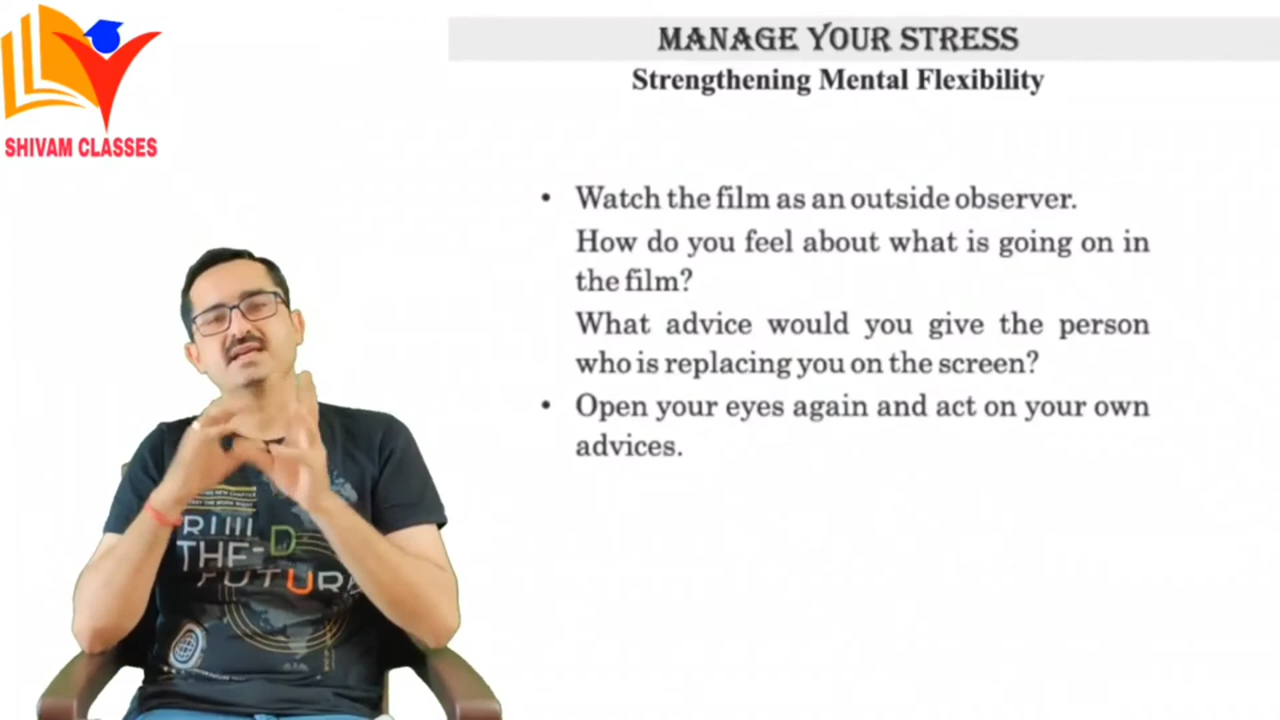 SHIVAM CLASSES
MANAGE YOUR STRESS
Strengthening Mental Flexibility
• Watch the film as an outside observer.
How do you feel about what is going on in
the film?
What advice would you give the person
who is replacing you on the screen?
• Open your eyes again and act on your own
advices.
THE-D
FUTURE